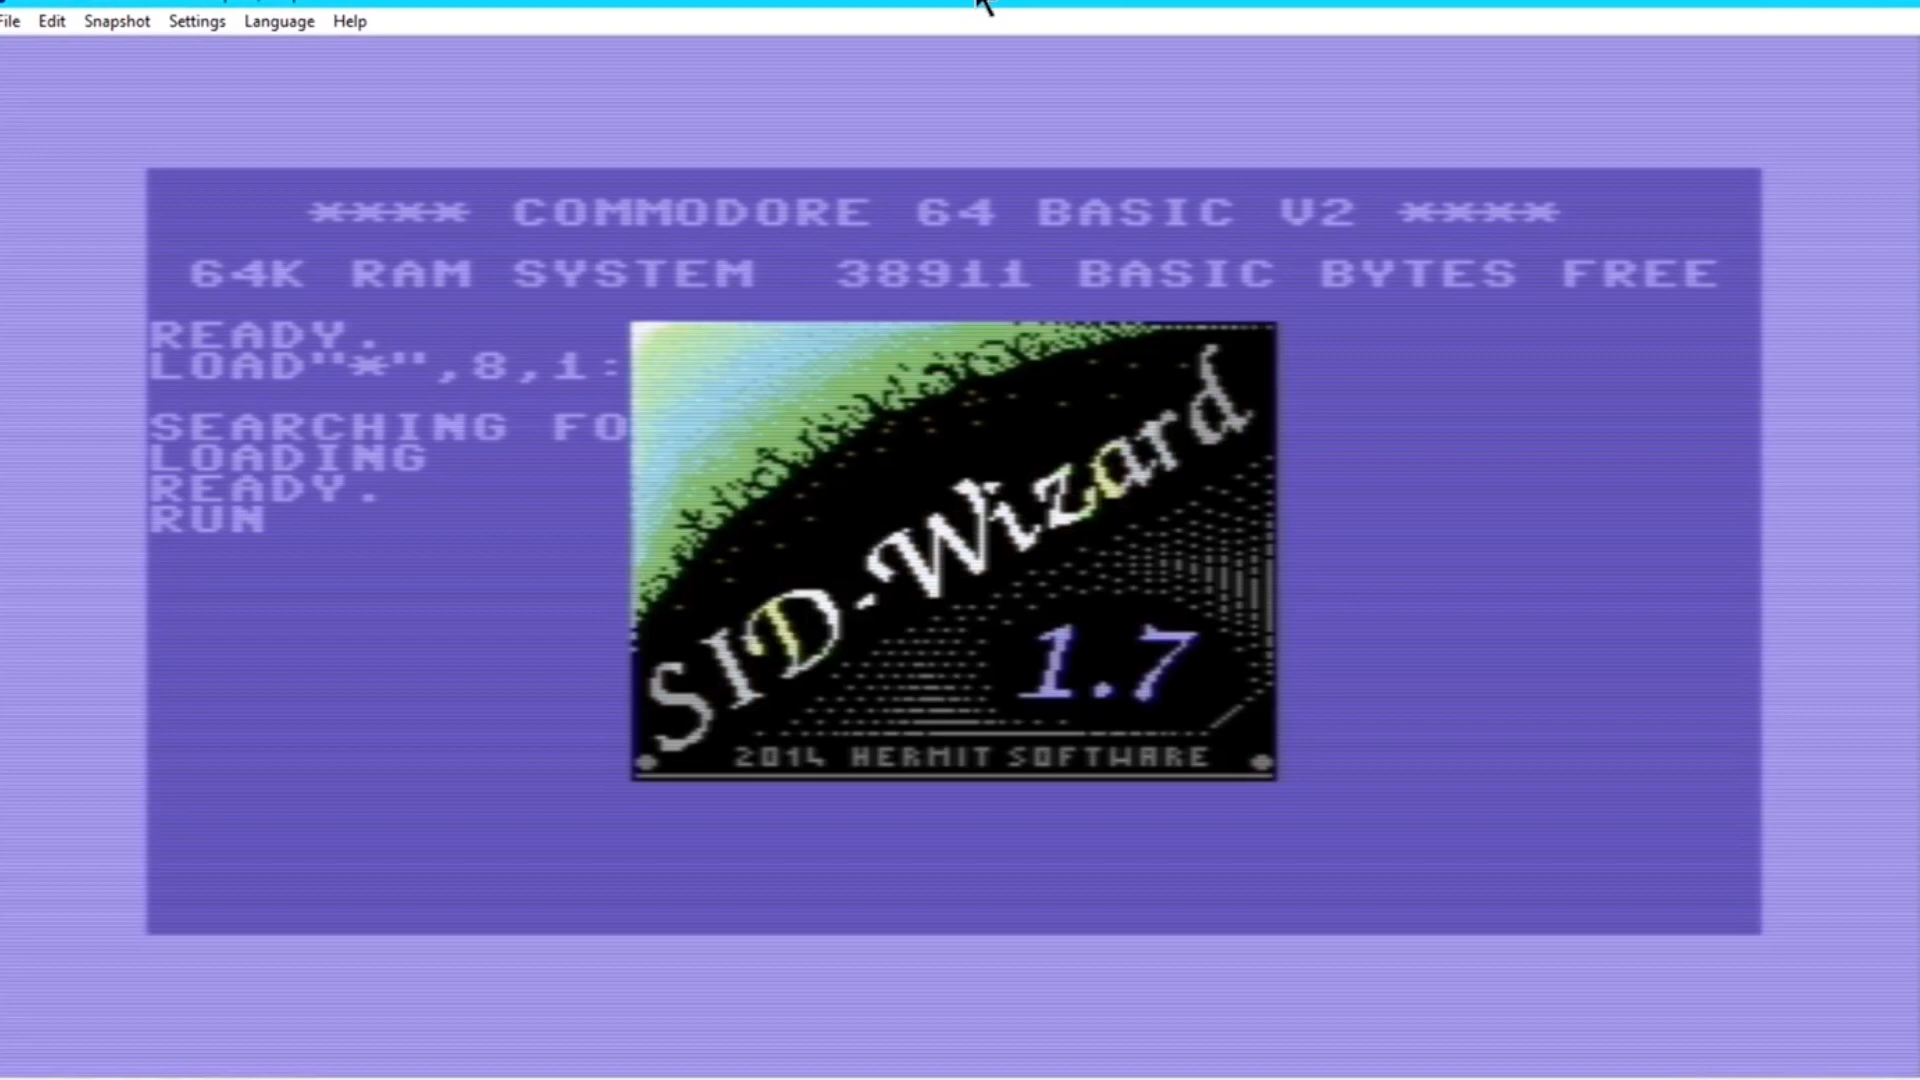 File Edit Snapshot Settings Language Help
**** COMMODORE 64 BASIC V2 ****
64K RAM SYSTEM 38911 BASIC BYTES FREE
READY.
LOAD"*",8,1:
SEARCHING FO
LOADING
READY.
RUN
SID-Wizard
1.7
2014 HERMIT SOFTWARE